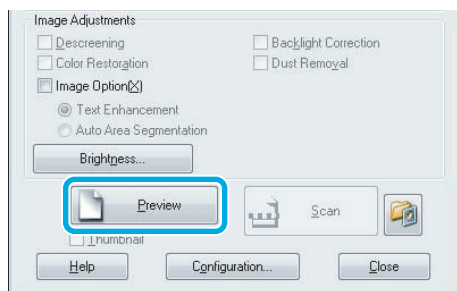 Image Adjustments
Descreening Backlight Correction
Color Restoration Dust Removal
Image Option(X)
Text Enhancement
Auto Area Segmentation
Brightness...
Preview Scan
Thumbnail
Help Configuration... Close